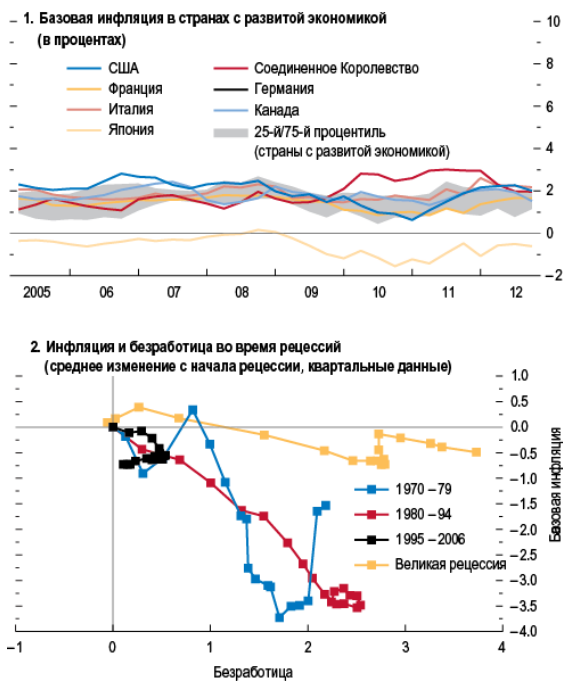 1. Базовая инфляция в странах с развитой экономикой
(в процентах)
США
Франция
Италия
Япония
Соединенное Королевство
Германия
Канада
25-й/75-й процентиль
(страны с развитой экономикой)
10
8
6
4
2
0
–2
2005 06 07 08 09 10 11 12
2. Инфляция и безработица во время рецессий
(среднее изменение с начала рецессии, квартальные данные)
1.0
0.5
0.0
–0.5
–1.0
–1.5
–2.0
–2.5
–3.0
–3.5
–4.0
Базовая инфляция
1970 –79
1980 –94
1995 –2006
Великая рецессия
–1 0 1 2 3 4
Безработица